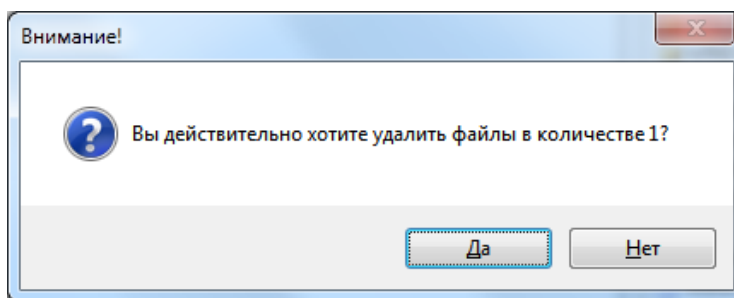 Внимание!
Вы действительно хотите удалить файлы в количестве 1?
Да
Нет